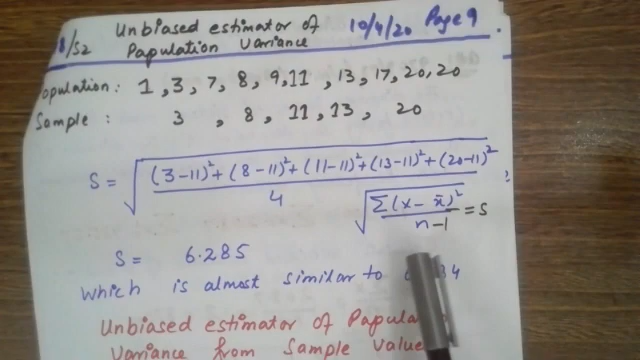 8/S2 Unbiased estimator of Papulation Variance 10/4/20 Page 9
opulation: 1, 3, 7, 8, 9, 11, 13, 17, 20, 20
Sample: 3, 8, 11, 13, 20
S = √((3-11)²+(8-11)²+(11-11)²+(13-11)²+(20-11)²)/4
√(Σ(x-x̄)²/n-1) = S
S = 6.285
which is almost similar to 34
Unbiased estimator of Papula
Variance from Sample Value